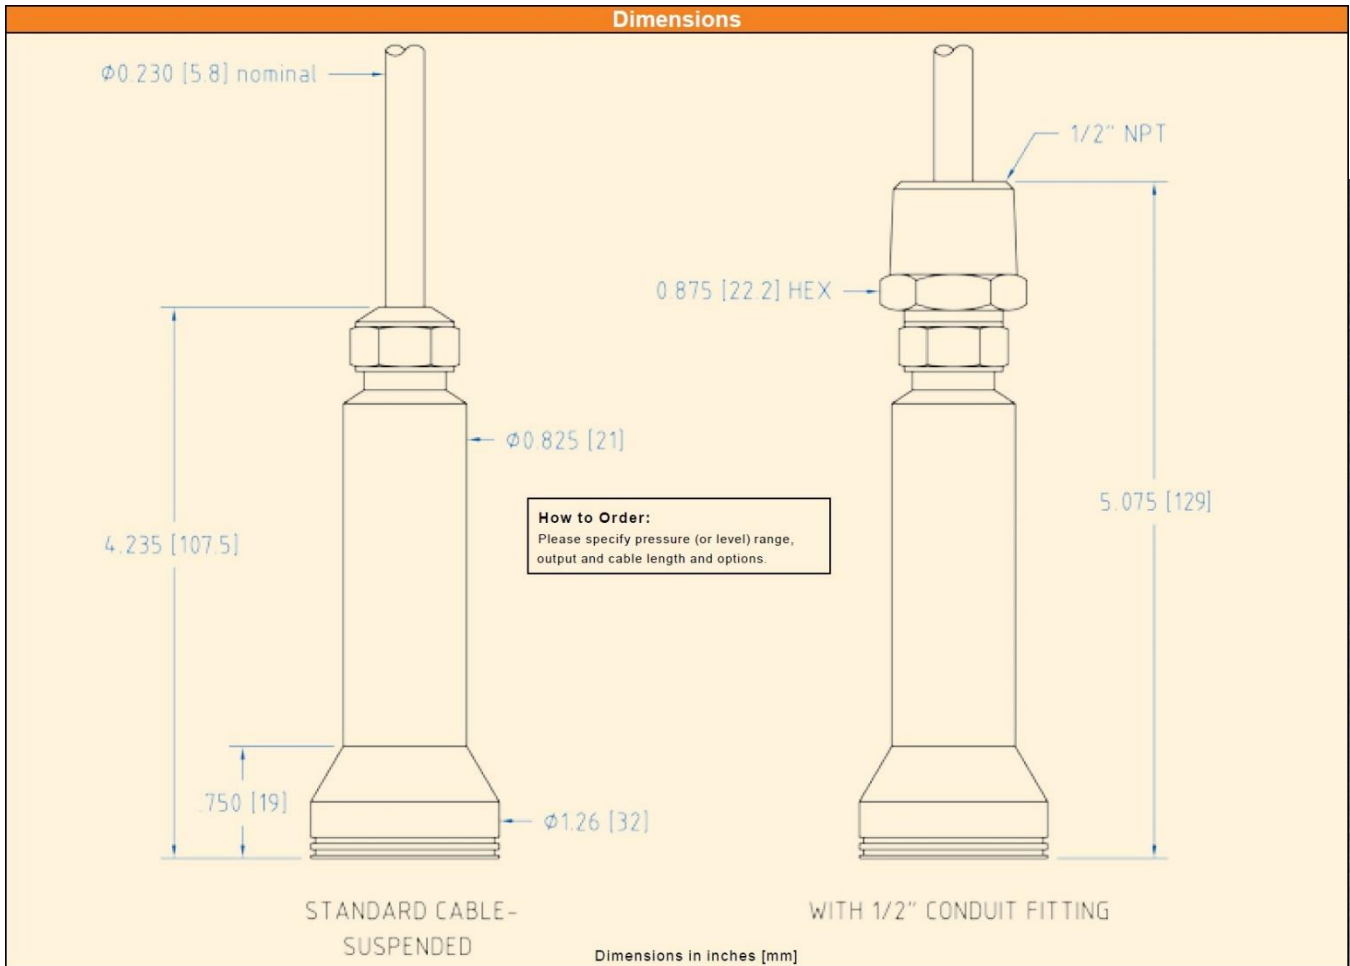 Dimensions
Ø0.230 [5.8] nominal
1/2" NPT
0.875 [22.2] HEX
Ø0.825 [21]
5.075 [129]
How to Order:
Please specify pressure (or level) range,
output and cable length and options.
4.235 [107.5]
.750 [19]
Ø1.26 [32]
STANDARD CABLE-
SUSPENDED
WITH 1/2" CONDUIT FITTING
Dimensions in inches [mm]